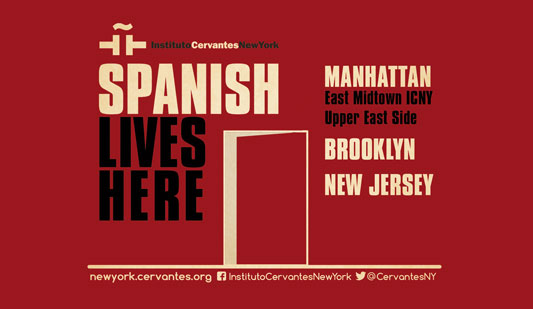 InstitutoCervantesNewYork
SPANISH
LIVES
HERE
MANHATTAN
East Midtown ICNY
Upper East Side
BROOKLYN
NEW JERSEY
newyork.cervantes.org InstitutoCervantesNewYork @CervantesNY